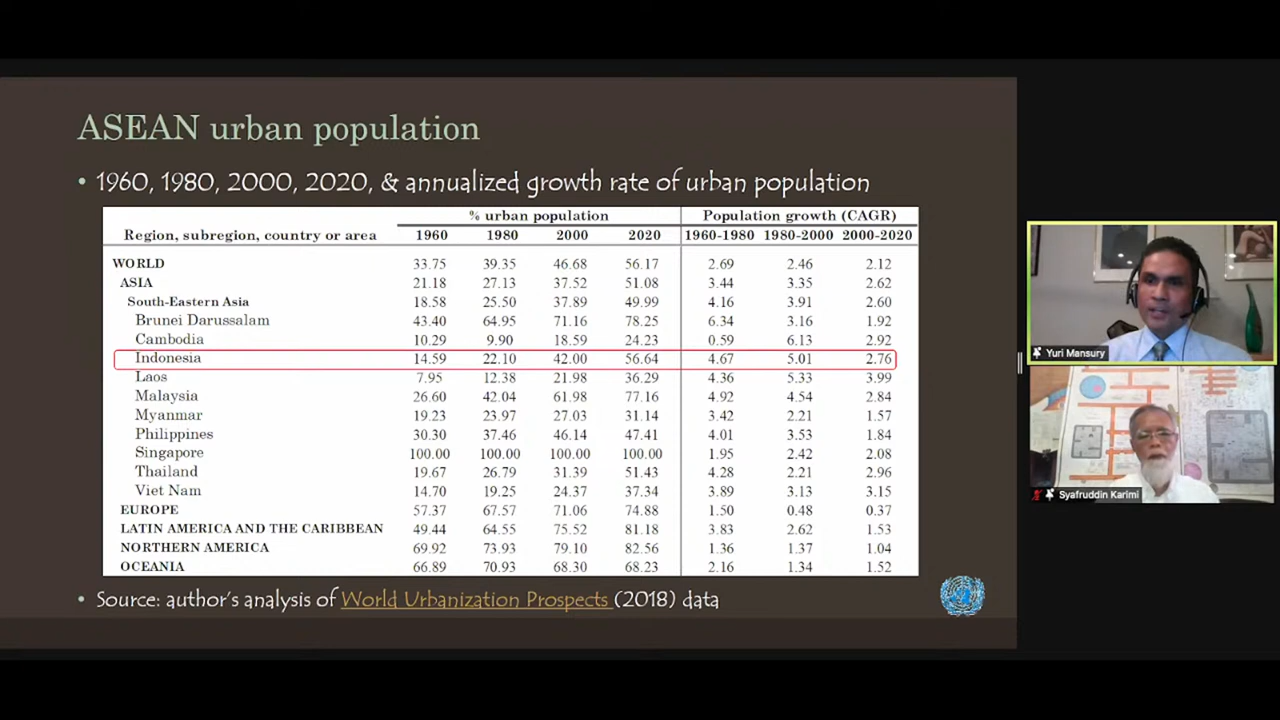 ASEAN urban population
• 1960, 1980, 2000, 2020, & annualized growth rate of urban population
% urban population Population growth (CAGR)
Region, subregion, country or area 1960 1980 2000 2020 1960-1980 1980-2000 2000-2020
WORLD 33.75 39.35 46.68 56.17 2.69 2.46 2.12
ASIA 21.18 27.13 37.52 51.08 3.44 3.35 2.62
South-Eastern Asia 18.58 25.50 37.89 49.99 4.16 3.91 2.60
Brunei Darussalam 43.40 64.95 71.16 78.25 6.34 3.16 1.92
Cambodia 10.29 9.90 18.59 24.23 0.59 6.13 2.92
Indonesia 14.59 22.10 42.00 56.64 4.67 5.01 2.76
Laos 7.95 12.38 21.98 36.29 4.36 5.33 3.99
Malaysia 26.60 42.04 61.98 77.16 4.92 4.54 2.84
Myanmar 19.23 23.97 27.03 31.14 3.42 2.21 1.57
Philippines 30.30 37.46 46.14 47.41 4.01 3.53 1.84
Singapore 100.00 100.00 100.00 100.00 1.95 2.42 2.08
Thailand 19.67 26.79 31.39 51.43 4.28 2.21 2.96
Viet Nam 14.70 19.25 24.37 37.34 3.89 3.13 3.15
EUROPE 57.37 67.57 71.06 74.88 1.50 0.48 0.37
LATIN AMERICA AND THE CARIBBEAN 49.44 64.55 75.52 81.18 3.83 2.62 1.53
NORTHERN AMERICA 69.92 73.93 79.10 82.56 1.36 1.37 1.04
OCEANIA 66.89 70.93 68.30 68.23 2.16 1.34 1.52
• Source: author's analysis of World Urbanization Prospects (2018) data
Yuri Mansury
Syafruddin Karimi